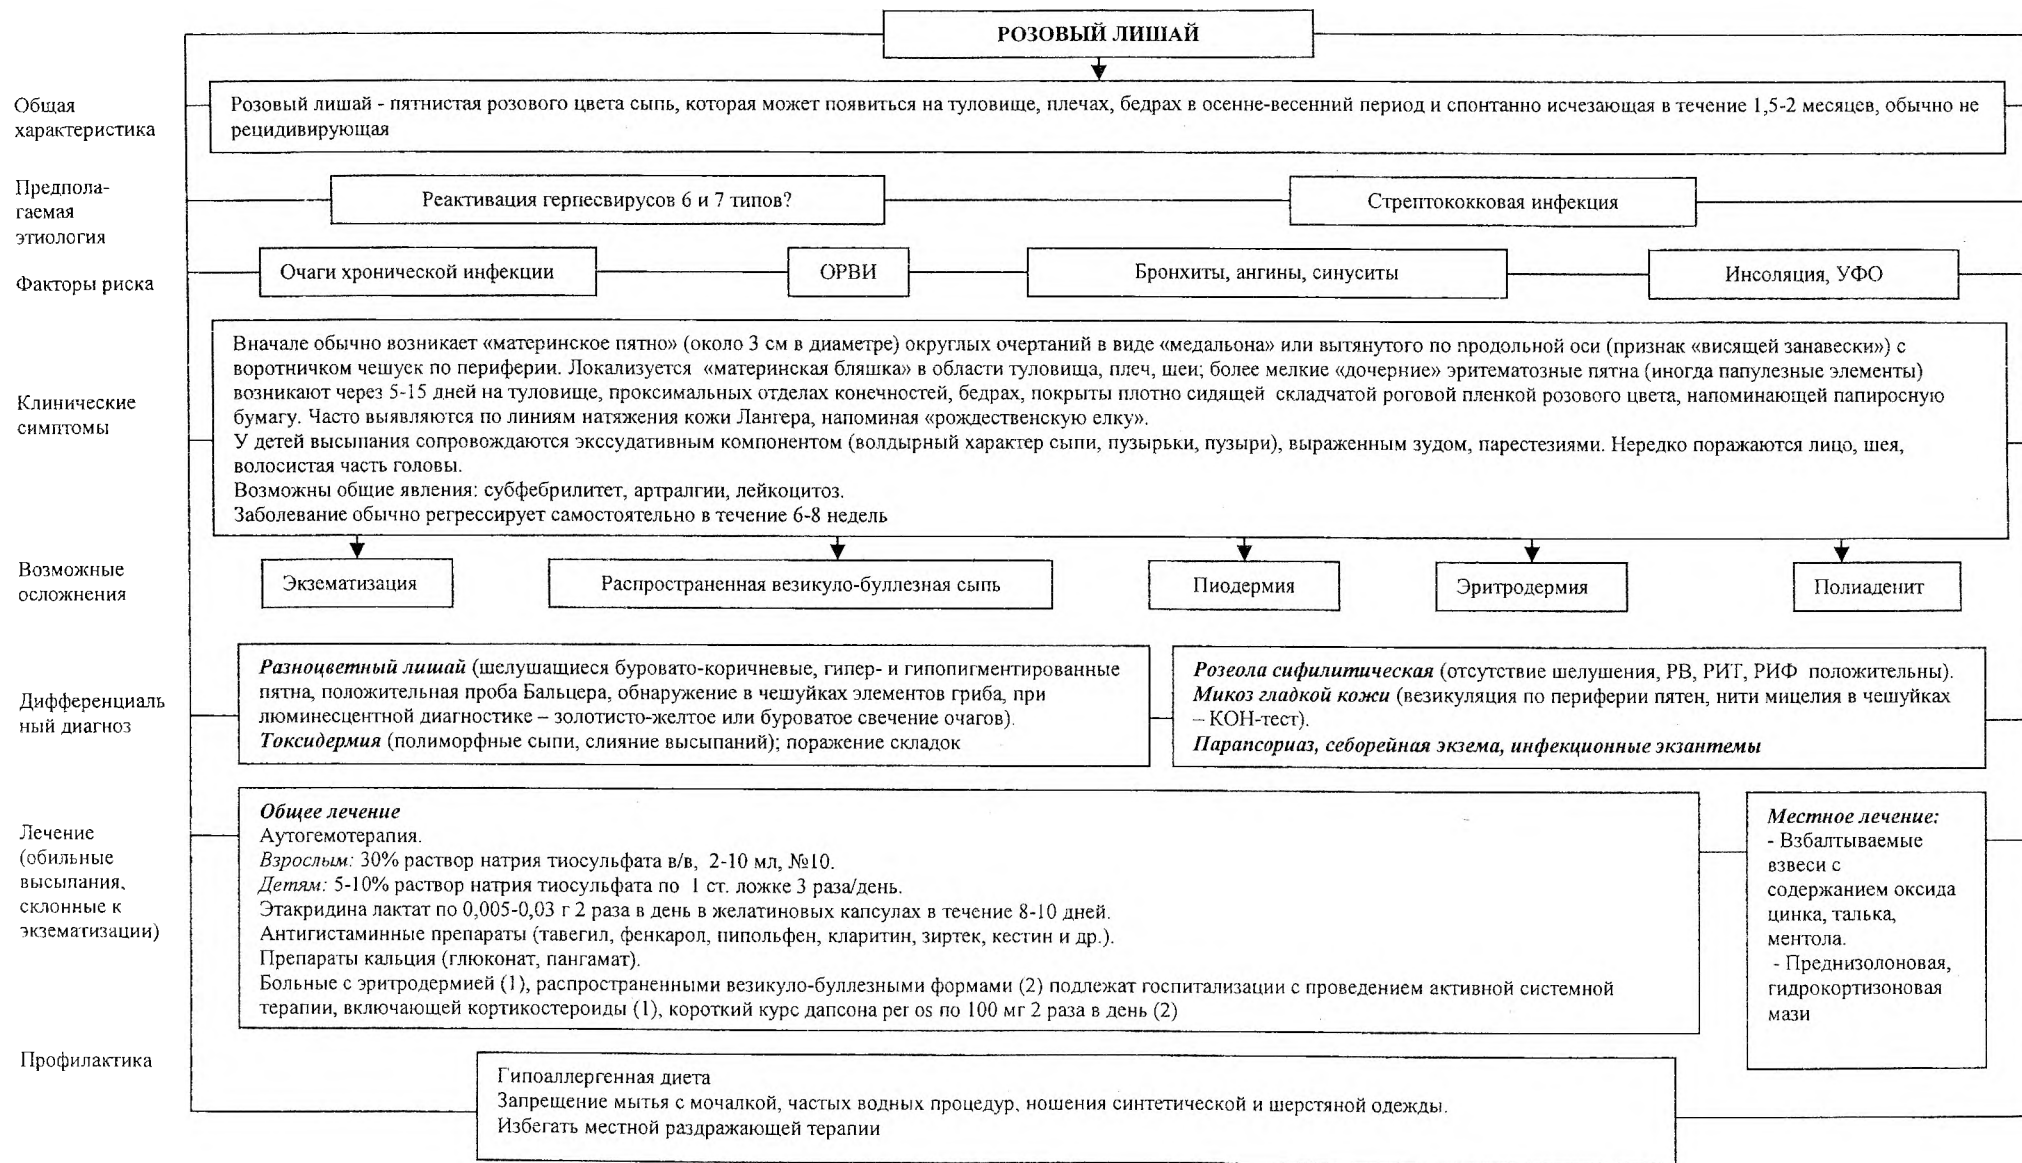 РОЗОВЫЙ ЛИШАЙ
Общая
характеристика
Розовый лишай - пятнистая розового цвета сыпь, которая может появиться на туловище, плечах, бедрах в осенне-весенний период и спонтанно исчезающая в течение 1,5-2 месяцев, обычно не
рецидивирующая
Предпола-
гаемая
этиология
Реактивация герпесвирусов 6 и 7 типов?
Стрептококковая инфекция
Факторы риска
Очаги хронической инфекции
ОРВИ
Бронхиты, ангины, синуситы
Инсоляция, УФО
Клинические
симптомы
Вначале обычно возникает «материнское пятно» (около 3 см в диаметре) округлых очертаний в виде «медальона» или вытянутого по продольной оси (признак «висящей занавески») с
воротничком чешуек по периферии. Локализуется «материнская бляшка» в области туловища, плеч, шеи; более мелкие «дочерние» эритематозные пятна (иногда папулезные элементы)
возникают через 5-15 дней на туловище, проксимальных отделах конечностей, бедрах, покрыты плотно сидящей складчатой роговой пленкой розового цвета, напоминающей папиросную
бумагу. Часто выявляются по линиям натяжения кожи Лангера, напоминая «рождественскую елку».
У детей высыпания сопровождаются экссудативным компонентом (волдырный характер сыпи, пузырьки, пузыри), выраженным зудом, парестезиями. Нередко поражаются лицо, шея,
волосистая часть головы.
Возможны общие явления: субфебрилитет, артралгии, лейкоцитоз.
Заболевание обычно регрессирует самостоятельно в течение 6-8 недель
Возможные
осложнения
Экзематизация
Распространенная везикуло-буллезная сыпь
Пиодермия
Эритродермия
Полиаденит
Дифференциаль
ный диагноз
Разноцветный лишай (шелушащиеся буровато-коричневые, гипер- и гипопигментированные
пятна, положительная проба Бальцера, обнаружение в чешуйках элементов гриба, при
люминесцентной диагностике – золотисто-желтое или буроватое свечение очагов).
Токсидермия (полиморфные сыпи, слияние высыпаний); поражение складок
Розеола сифилитическая (отсутствие шелушения, РВ, РИТ, РИФ положительны).
Микоз гладкой кожи (везикуляция по периферии пятен, нити мицелия в чешуйках
– КОН-тест).
Парапсориаз, себорейная экзема, инфекционные экзантемы
Лечение
(обильные
высыпания,
склонные к
экзематизации)
Общее лечение
Аутогемотерапия.
Взрослым: 30% раствор натрия тиосульфата в/в, 2-10 мл, №10.
Детям: 5-10% раствор натрия тиосульфата по 1 ст. ложке 3 раза/день.
Этакридина лактат по 0,005-0,03 г 2 раза в день в желатиновых капсулах в течение 8-10 дней.
Антигистаминные препараты (тавегил, фенкарол, пипольфен, кларитин, зиртек, кестин и др.).
Препараты кальция (глюконат, пангамат).
Больные с эритродермией (1), распространенными везикуло-буллезными формами (2) подлежат госпитализации с проведением активной системной
терапии, включающей кортикостероиды (1), короткий курс дапсона per os по 100 мг 2 раза в день (2)
Местное лечение:
- Взбалтываемые
взвеси с
содержанием оксида
цинка, талька,
ментола.
- Преднизолоновая,
гидрокортизоновая
мази
Профилактика
Гипоаллергенная диета
Запрещение мытья с мочалкой, частых водных процедур, ношения синтетической и шерстяной одежды.
Избегать местной раздражающей терапии